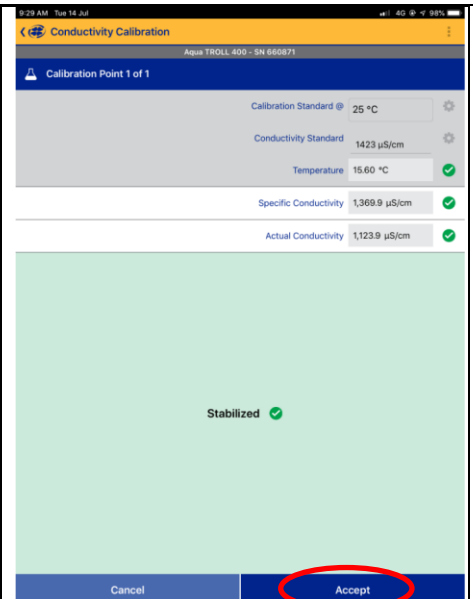 9:29 AM Tue 14 Jul 4G 98%
Conductivity Calibration
Aqua TROLL 400 - SN 660871
Calibration Point 1 of 1
Calibration Standard @ 25 °C
Conductivity Standard 1423 µS/cm
Temperature 15.60 °C
Specific Conductivity 1,369.9 µS/cm
Actual Conductivity 1,123.9 µS/cm
Stabilized
Cancel Accept